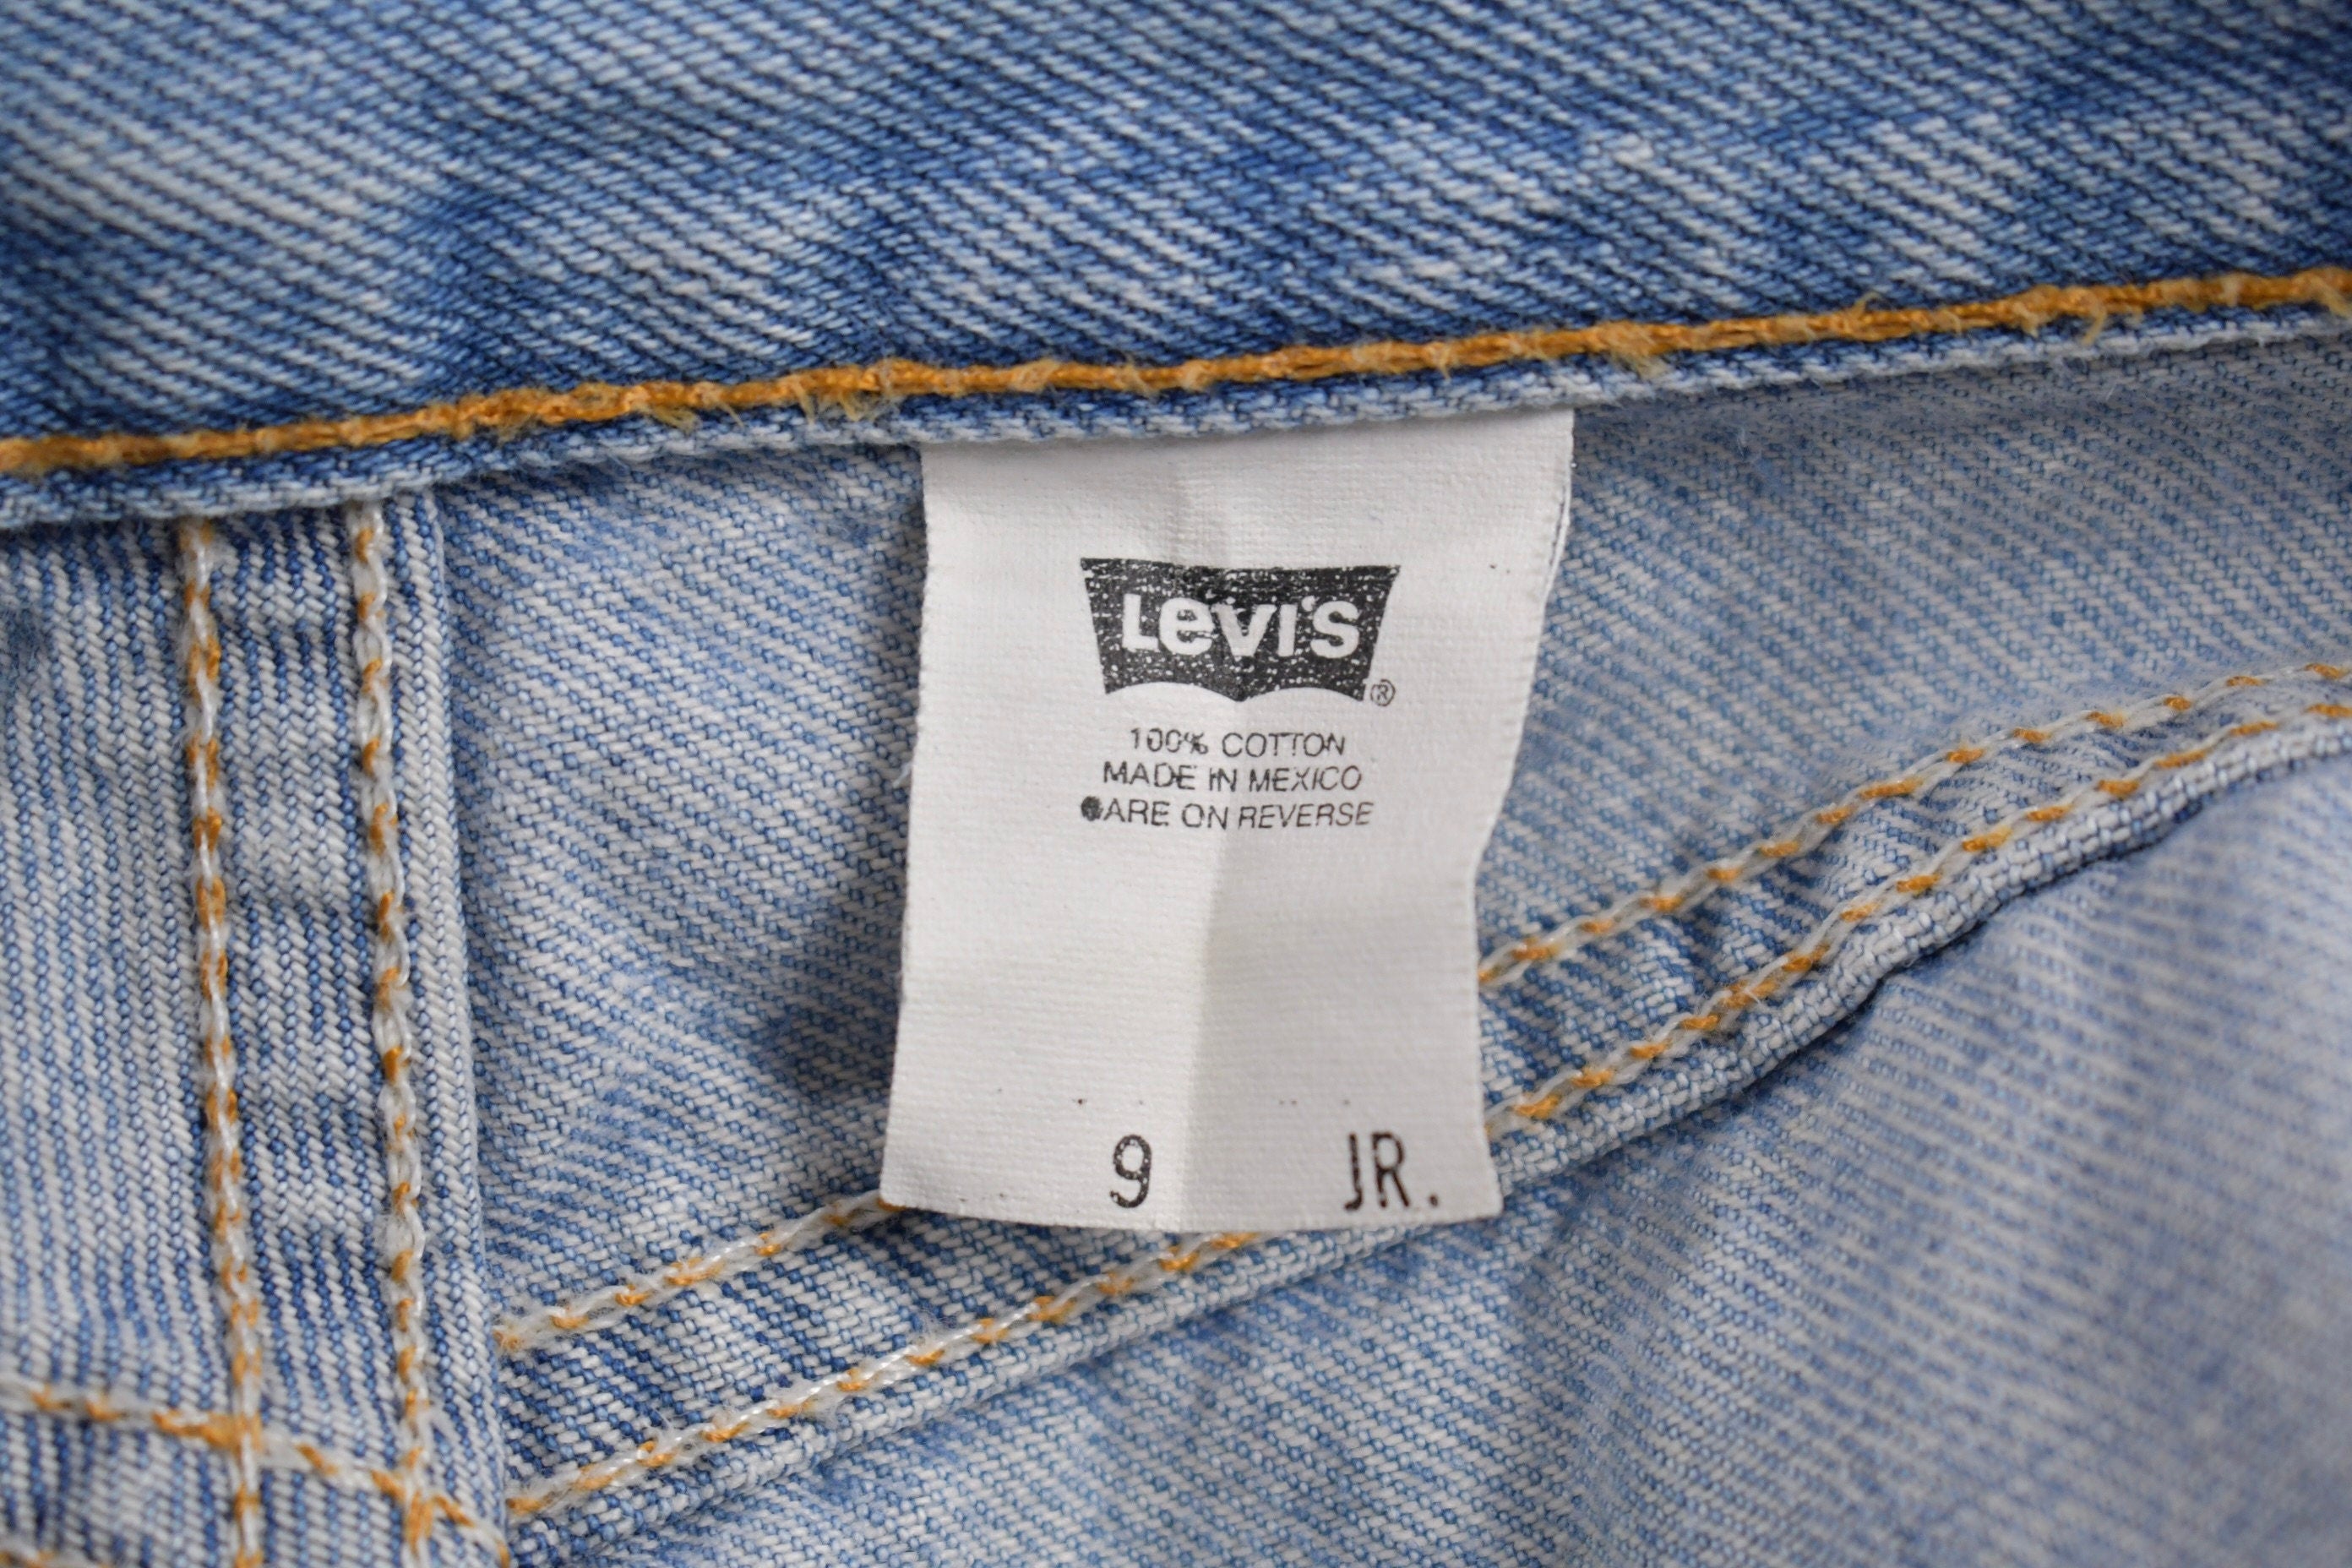 LEVI'S ®
100% COTTON
MADE IN MEXICO
ARE ON REVERSE
9 JR.